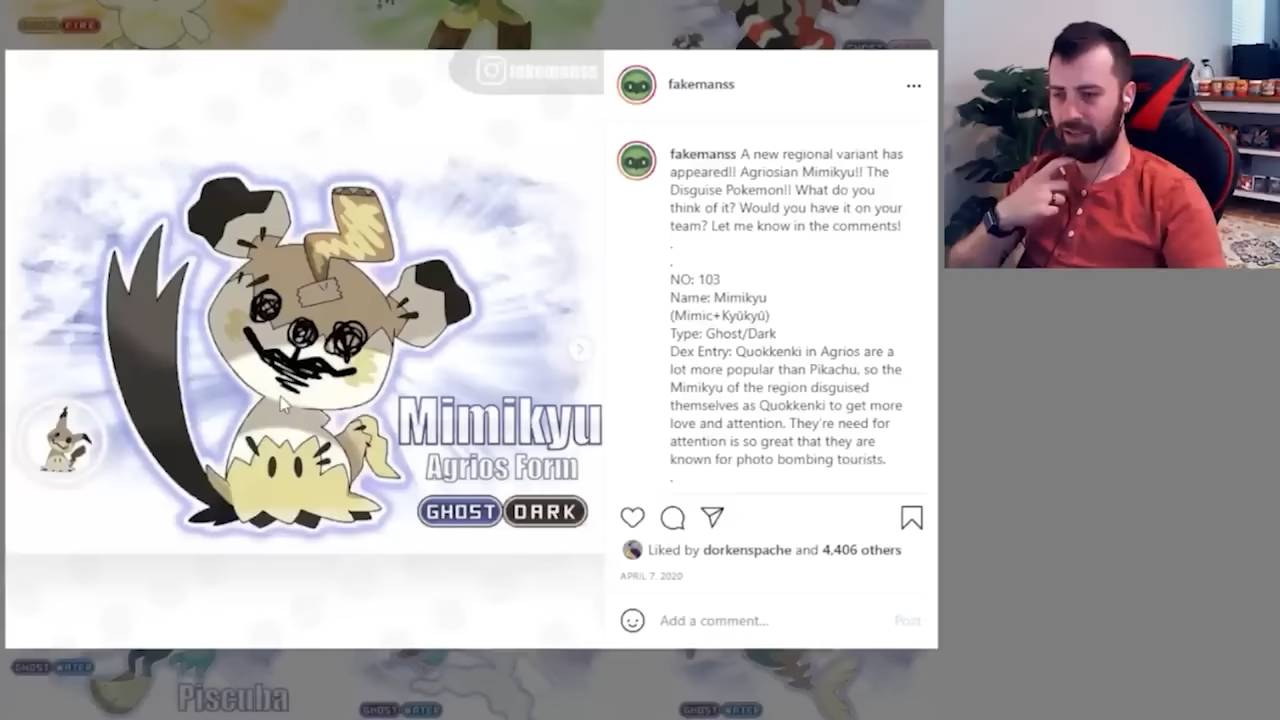 FIRE
fakemanss
fakemanss
fakemanss A new regional variant has
appeared!! Agriosian Mimikyu!! The
Disguise Pokemon!! What do you
think of it? Would you have it on your
team? Let me know in the comments!
.
.
NO: 103
Name: Mimikyu
(Mimic+Kyūkyū)
Type: Ghost/Dark
Dex Entry: Quokkenki in Agrios are a
lot more popular than Pikachu, so the
Mimikyu of the region disguised
themselves as Quokkenki to get more
love and attention. They're need for
attention is so great that they are
known for photo bombing tourists.
.
Mimikyu
Agrios Form
GHOST DARK
Liked by dorkenspache and 4,406 others
APRIL 7, 2020
Add a comment... Post
GHOST WATER
Piscuba
GHOST WATER
GHOST WATER